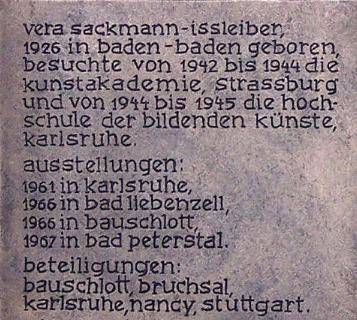 vera sackmann-issleiber,
1926 in baden-baden geboren,
besuchte von 1942 bis 1944 die
kunstakademie, strassburg
und von 1944 bis 1945 die hoch-
schule der bildenden künste,
karlsruhe.
ausstellungen:
1961 in karlsruhe,
1966 in bad liebenzell,
1966 in bauschlott,
1967 in bad peterstal.
beteiligungen:
bauschlott, bruchsal,
karlsruhe, nancy, stuttgart.